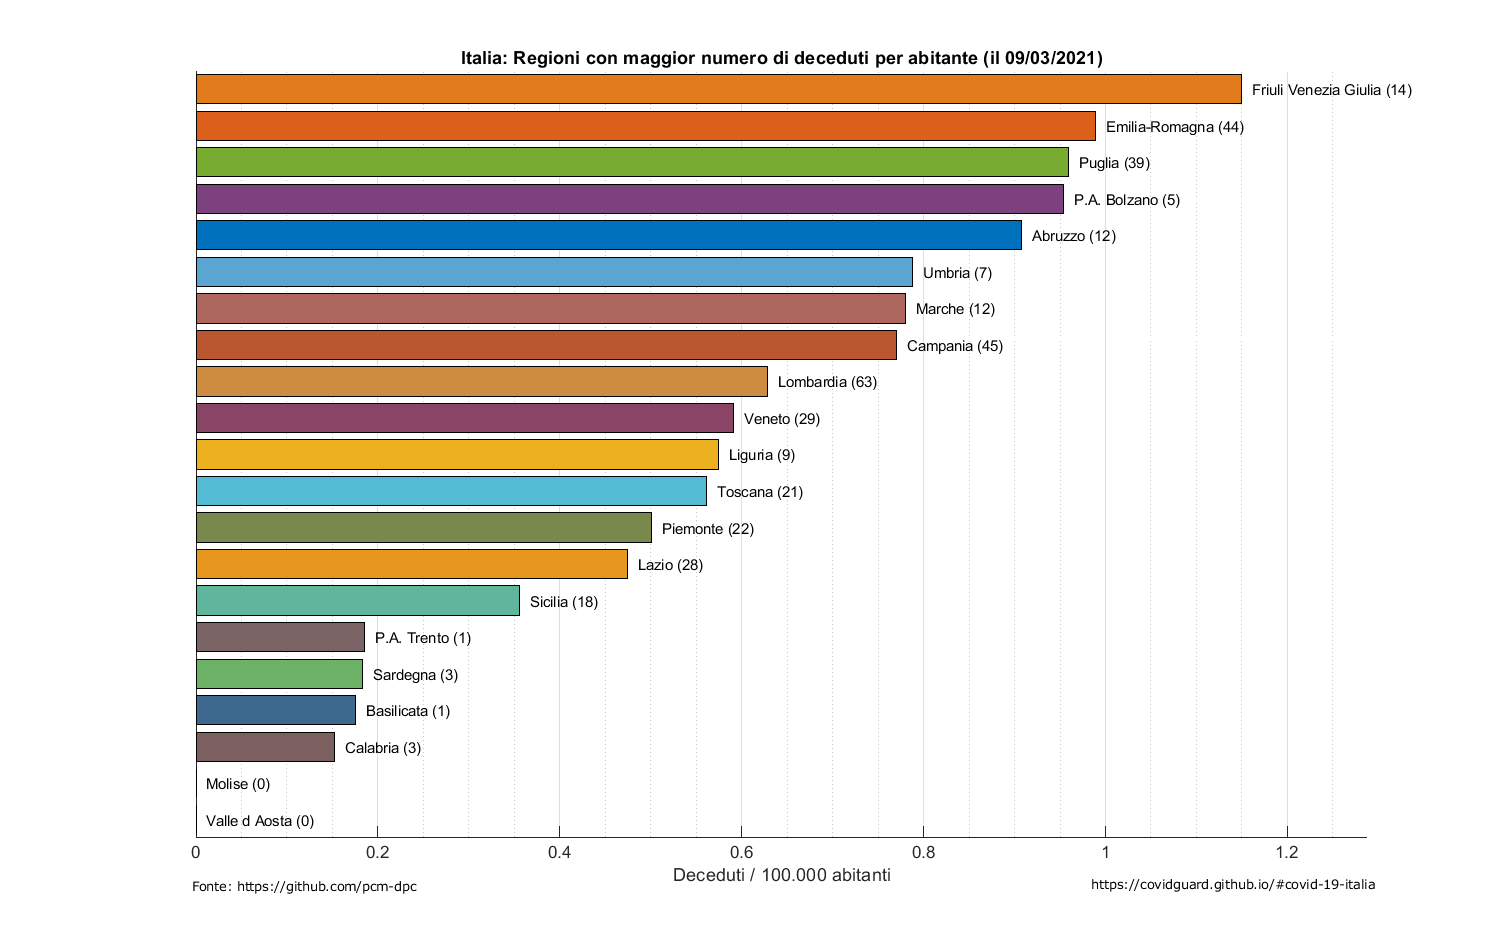 Italia: Regioni con maggior numero di deceduti per abitante (il 09/03/2021)
Friuli Venezia Giulia (14)
Emilia-Romagna (44)
Puglia (39)
P.A. Bolzano (5)
Abruzzo (12)
Umbria (7)
Marche (12)
Campania (45)
Lombardia (63)
Veneto (29)
Liguria (9)
Toscana (21)
Piemonte (22)
Lazio (28)
Sicilia (18)
P.A. Trento (1)
Sardegna (3)
Basilicata (1)
Calabria (3)
Molise (0)
Valle d Aosta (0)
0 0.2 0.4 0.6 0.8 1 1.2
Deceduti / 100.000 abitanti
Fonte: https://github.com/pcm-dpc
https://covidguard.github.io/#covid-19-italia